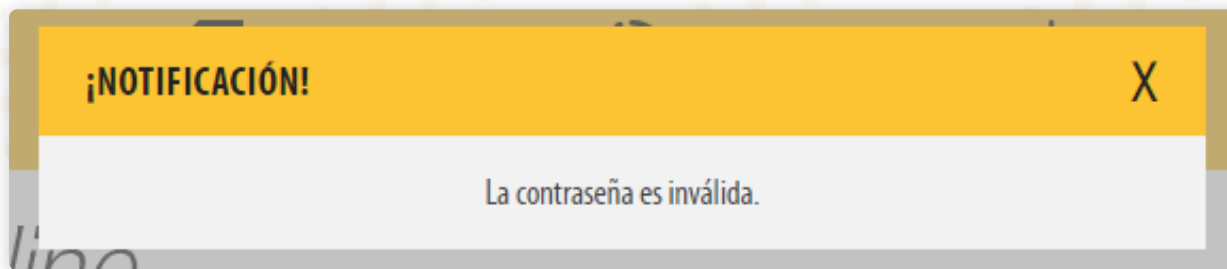 ¡NOTIFICACIÓN!
X
La contraseña es inválida.